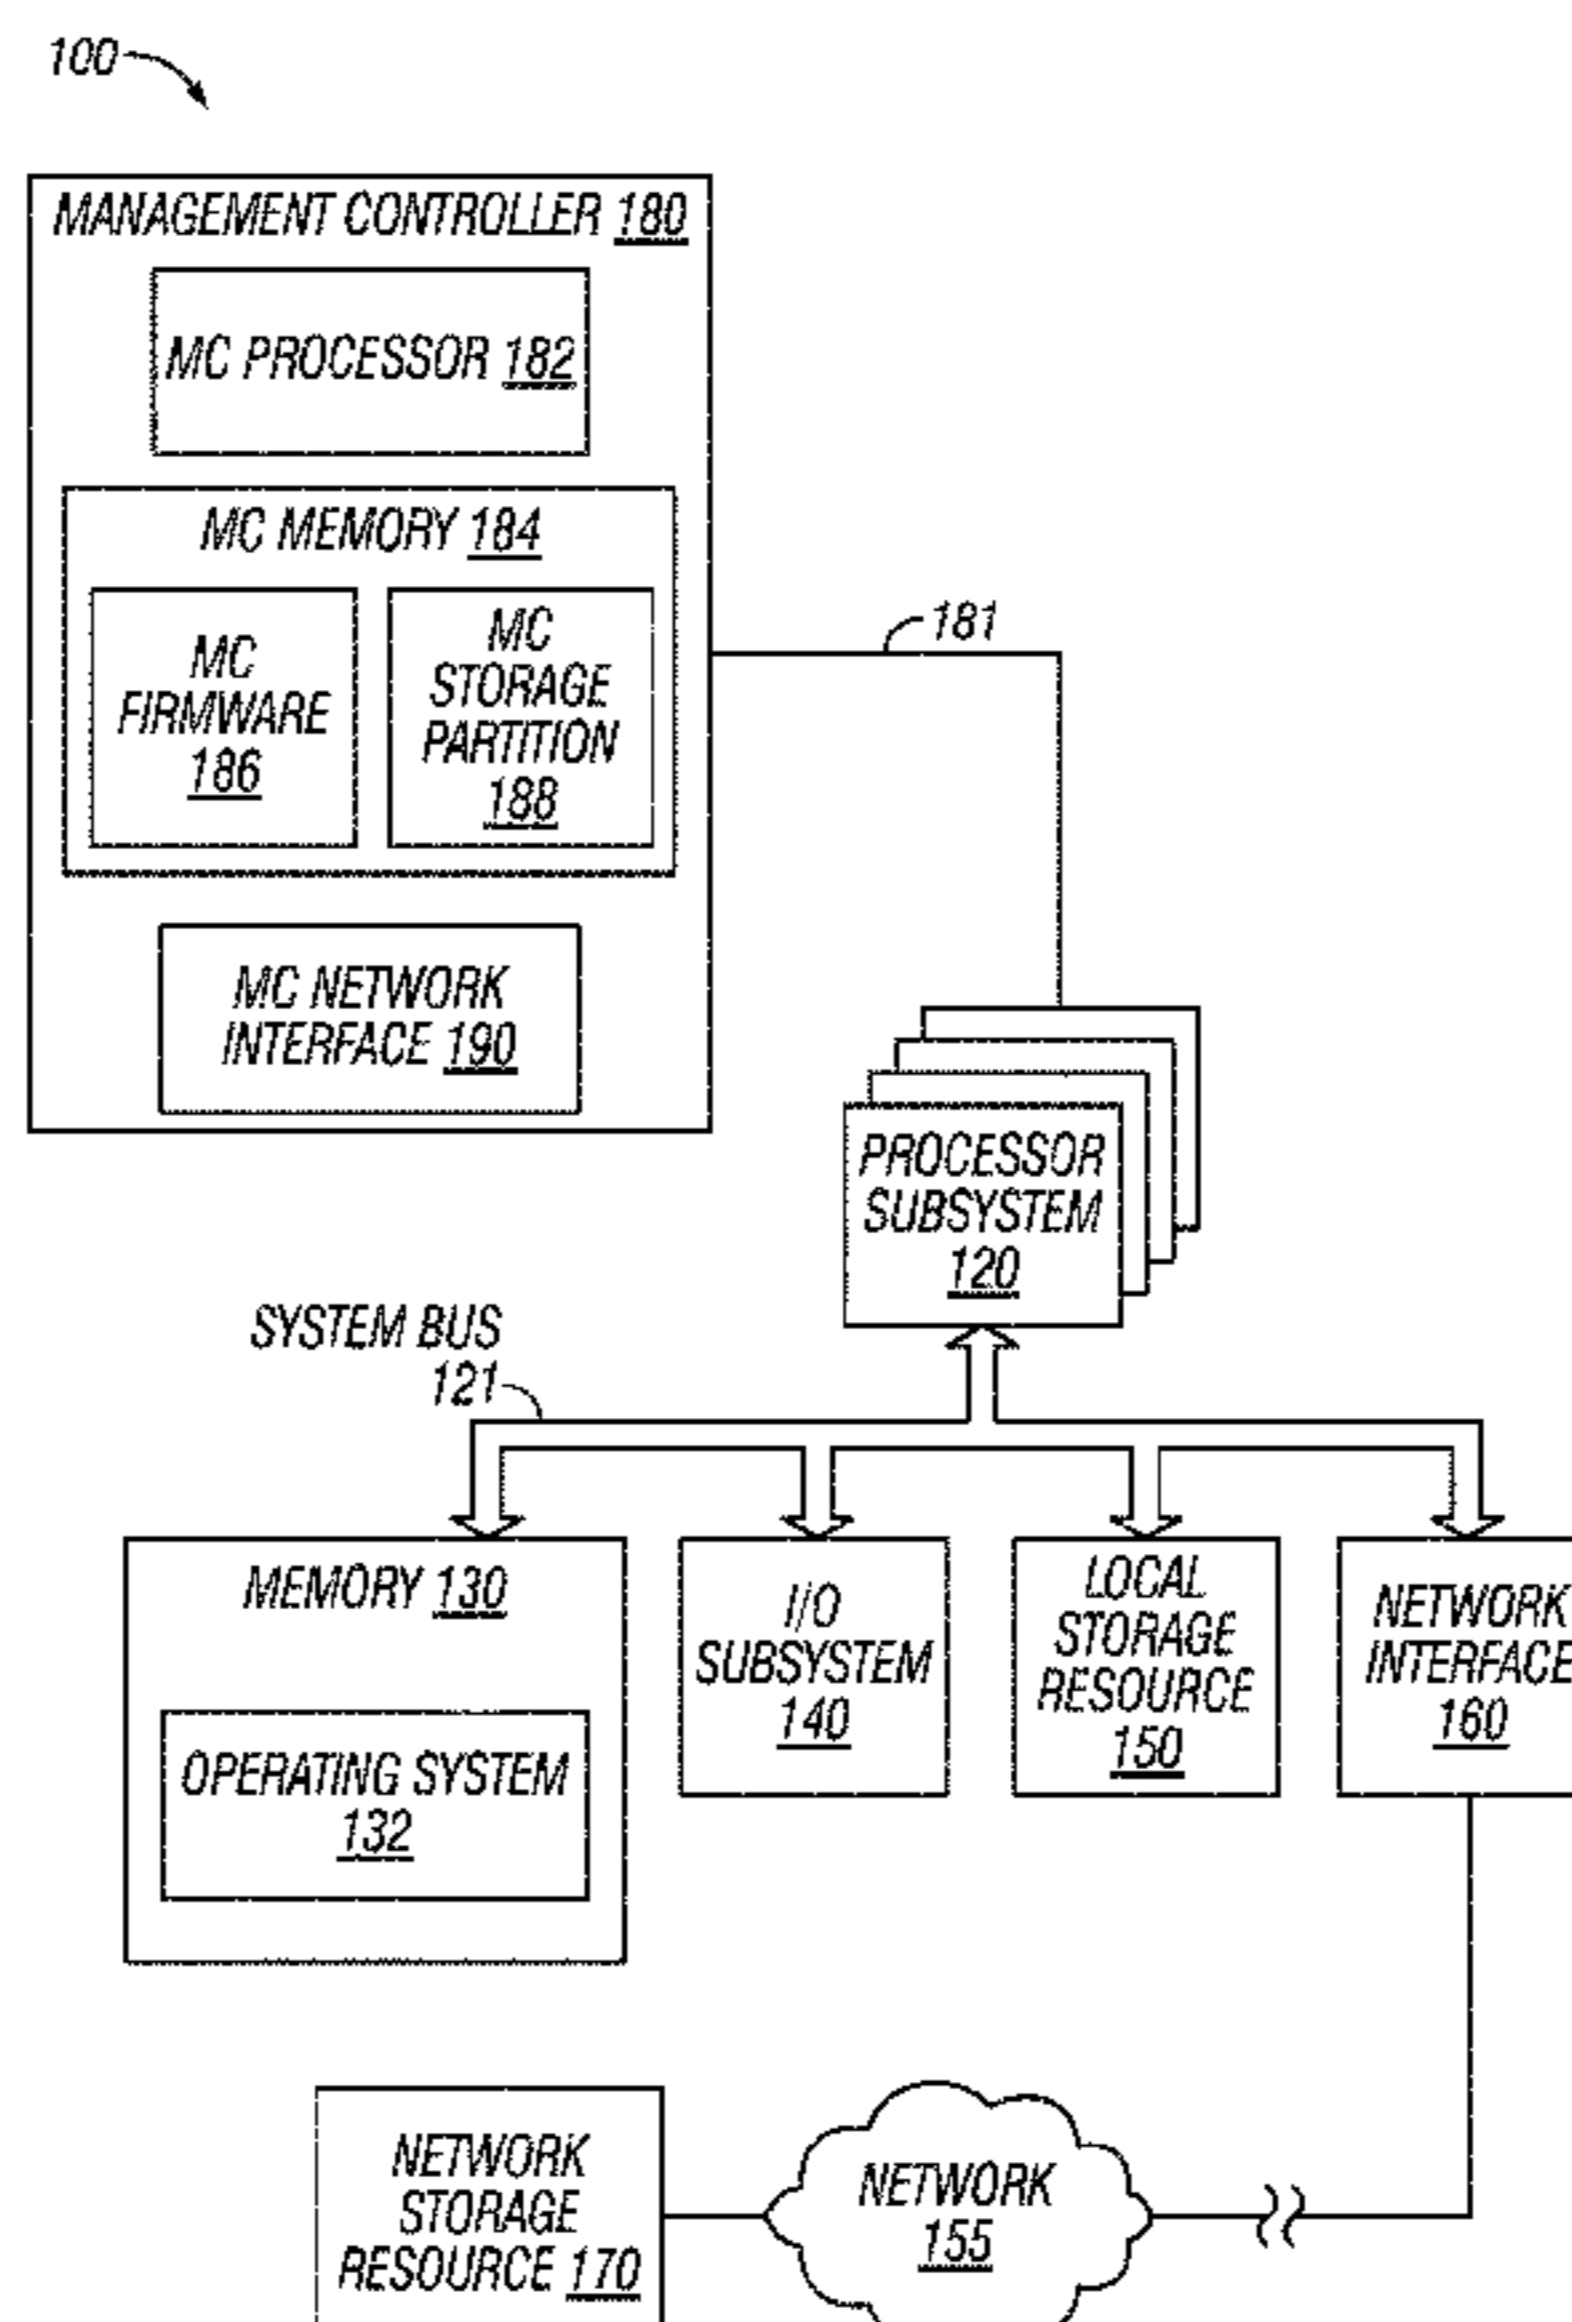 100
MANAGEMENT CONTROLLER 180
MC PROCESSOR 182
MC MEMORY 184
MC
FIRMWARE
186
MC
STORAGE
PARTITION
188
MC NETWORK
INTERFACE 190
181
PROCESSOR
SUBSYSTEM
120
SYSTEM BUS
121
MEMORY 130
OPERATING SYSTEM
132
I/O
SUBSYSTEM
140
LOCAL
STORAGE
RESOURCE
150
NETWORK
INTERFACE
160
NETWORK
STORAGE
RESOURCE 170
NETWORK
155